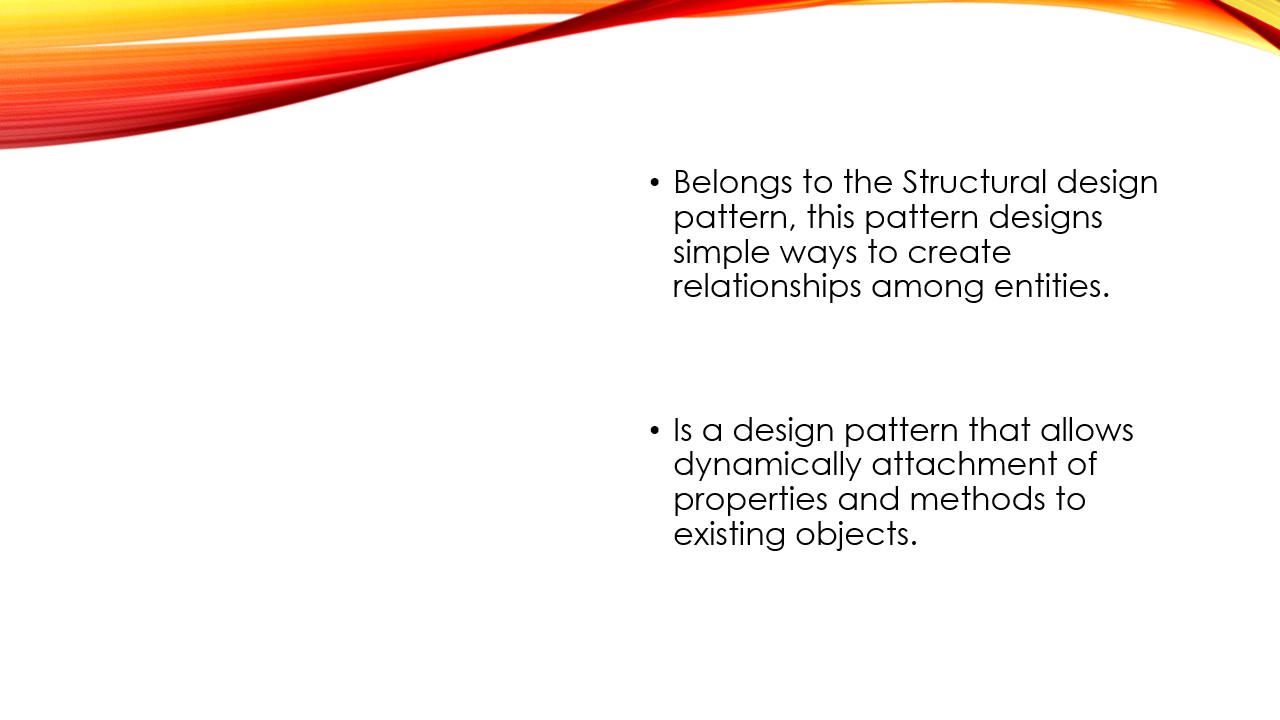 • Belongs to the Structural design
pattern, this pattern designs
simple ways to create
relationships among entities.
• Is a design pattern that allows
dynamically attachment of
properties and methods to
existing objects.